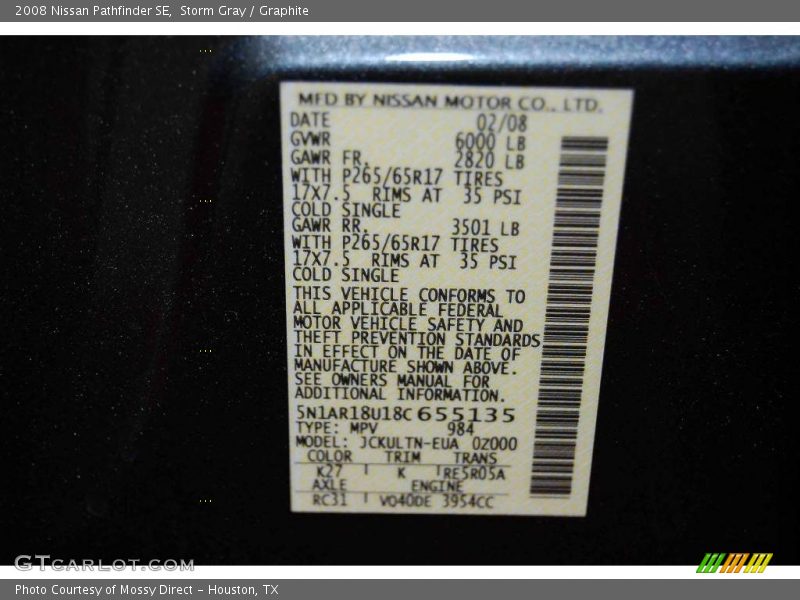 2008 Nissan Pathfinder SE,  Storm Gray / Graphite
MFD BY NISSAN MOTOR CO., LTD.
DATE 02/08
GVWR 6000 LB
GAWR FR. 2820 LB
WITH P265/65R17 TIRES
17X7.5 RIMS AT 35 PSI
COLD SINGLE
GAWR RR. 3501 LB
WITH P265/65R17 TIRES
17X7.5 RIMS AT 35 PSI
COLD SINGLE
THIS VEHICLE CONFORMS TO
ALL APPLICABLE FEDERAL
MOTOR VEHICLE SAFETY AND
THEFT PREVENTION STANDARDS
IN EFFECT ON THE DATE OF
MANUFACTURE SHOWN ABOVE.
SEE OWNERS MANUAL FOR
ADDITIONAL INFORMATION.
5N1AR18U18C655135
TYPE: MPV 984
MODEL: JCKULTN-EUA 0Z000
COLOR TRIM TRANS
K27 K RE5R05A
AXLE ENGINE
RC31 VQ40DE 3954CC
GTCARLOT.COM
Photo Courtesy of Mossy Direct - Houston, TX